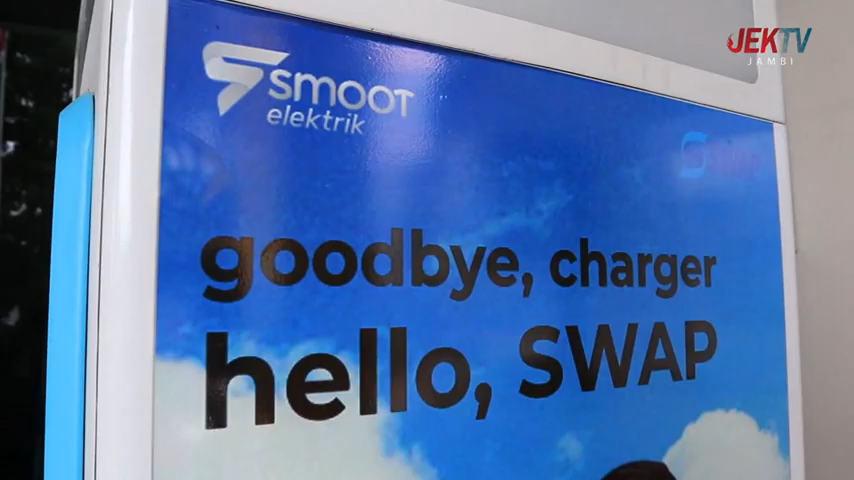 JEKTV
JAMBI
SMOOT
elektrik
goodbye, charger
hello, SWAP